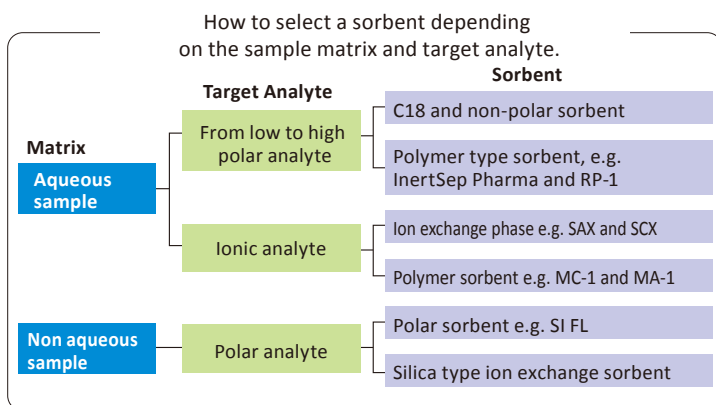 How to select a sorbent depending
on the sample matrix and target analyte.
Sorbent
Target Analyte
Matrix
Aqueous
sample
From low to high
polar analyte
C18 and non-polar sorbent
Polymer type sorbent, e.g.
InertSep Pharma and RP-1
Ionic analyte
Ion exchange phase e.g. SAX and SCX
Polymer sorbent e.g. MC-1 and MA-1
Non aqueous
sample
Polar analyte
Polar sorbent e.g. SI FL
Silica type ion exchange sorbent